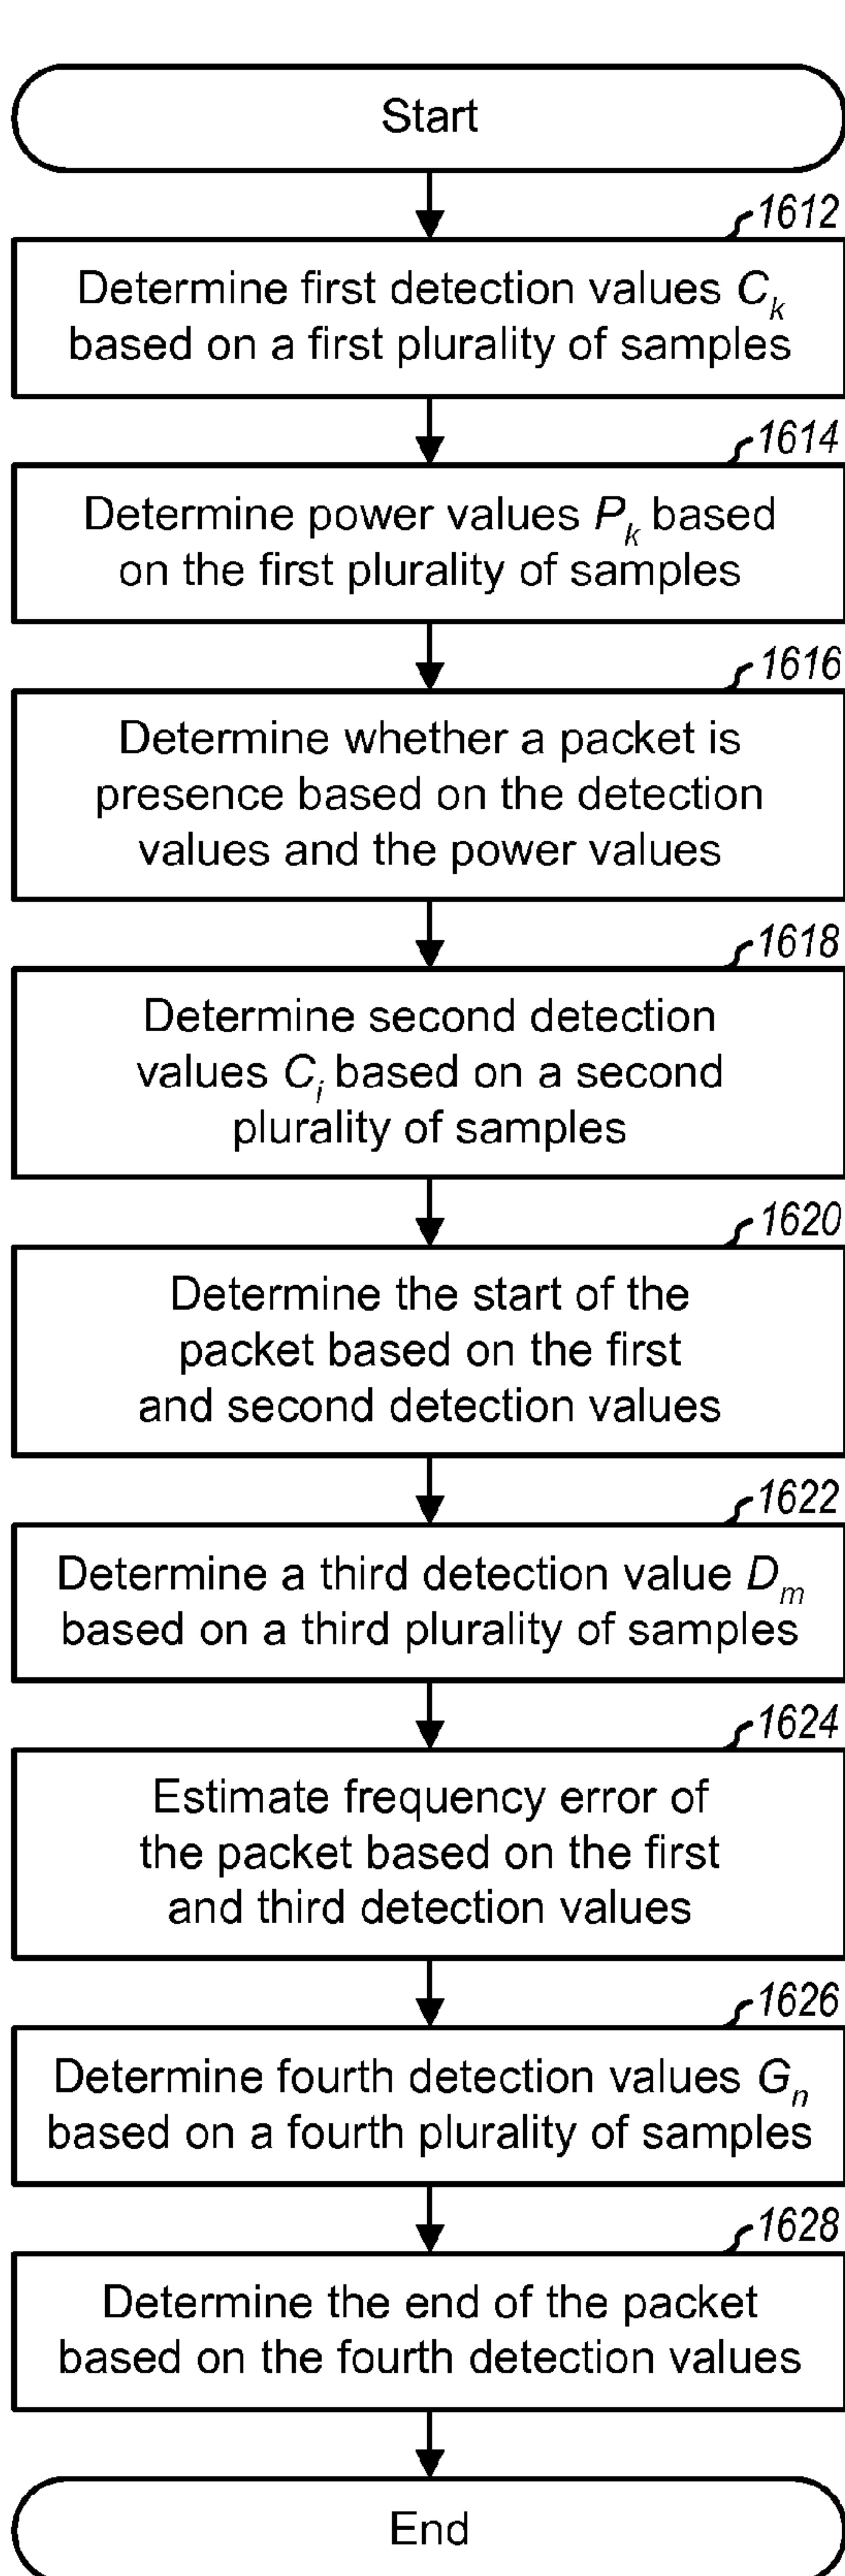 Start
1612
Determine first detection values Ck
based on a first plurality of samples
1614
Determine power values Pk based
on the first plurality of samples
1616
Determine whether a packet is
presence based on the detection
values and the power values
1618
Determine second detection
values Ci based on a second
plurality of samples
1620
Determine the start of the
packet based on the first
and second detection values
1622
Determine a third detection value Dm
based on a third plurality of samples
1624
Estimate frequency error of
the packet based on the first
and third detection values
1626
Determine fourth detection values Gn
based on a fourth plurality of samples
1628
Determine the end of the packet
based on the fourth detection values
End